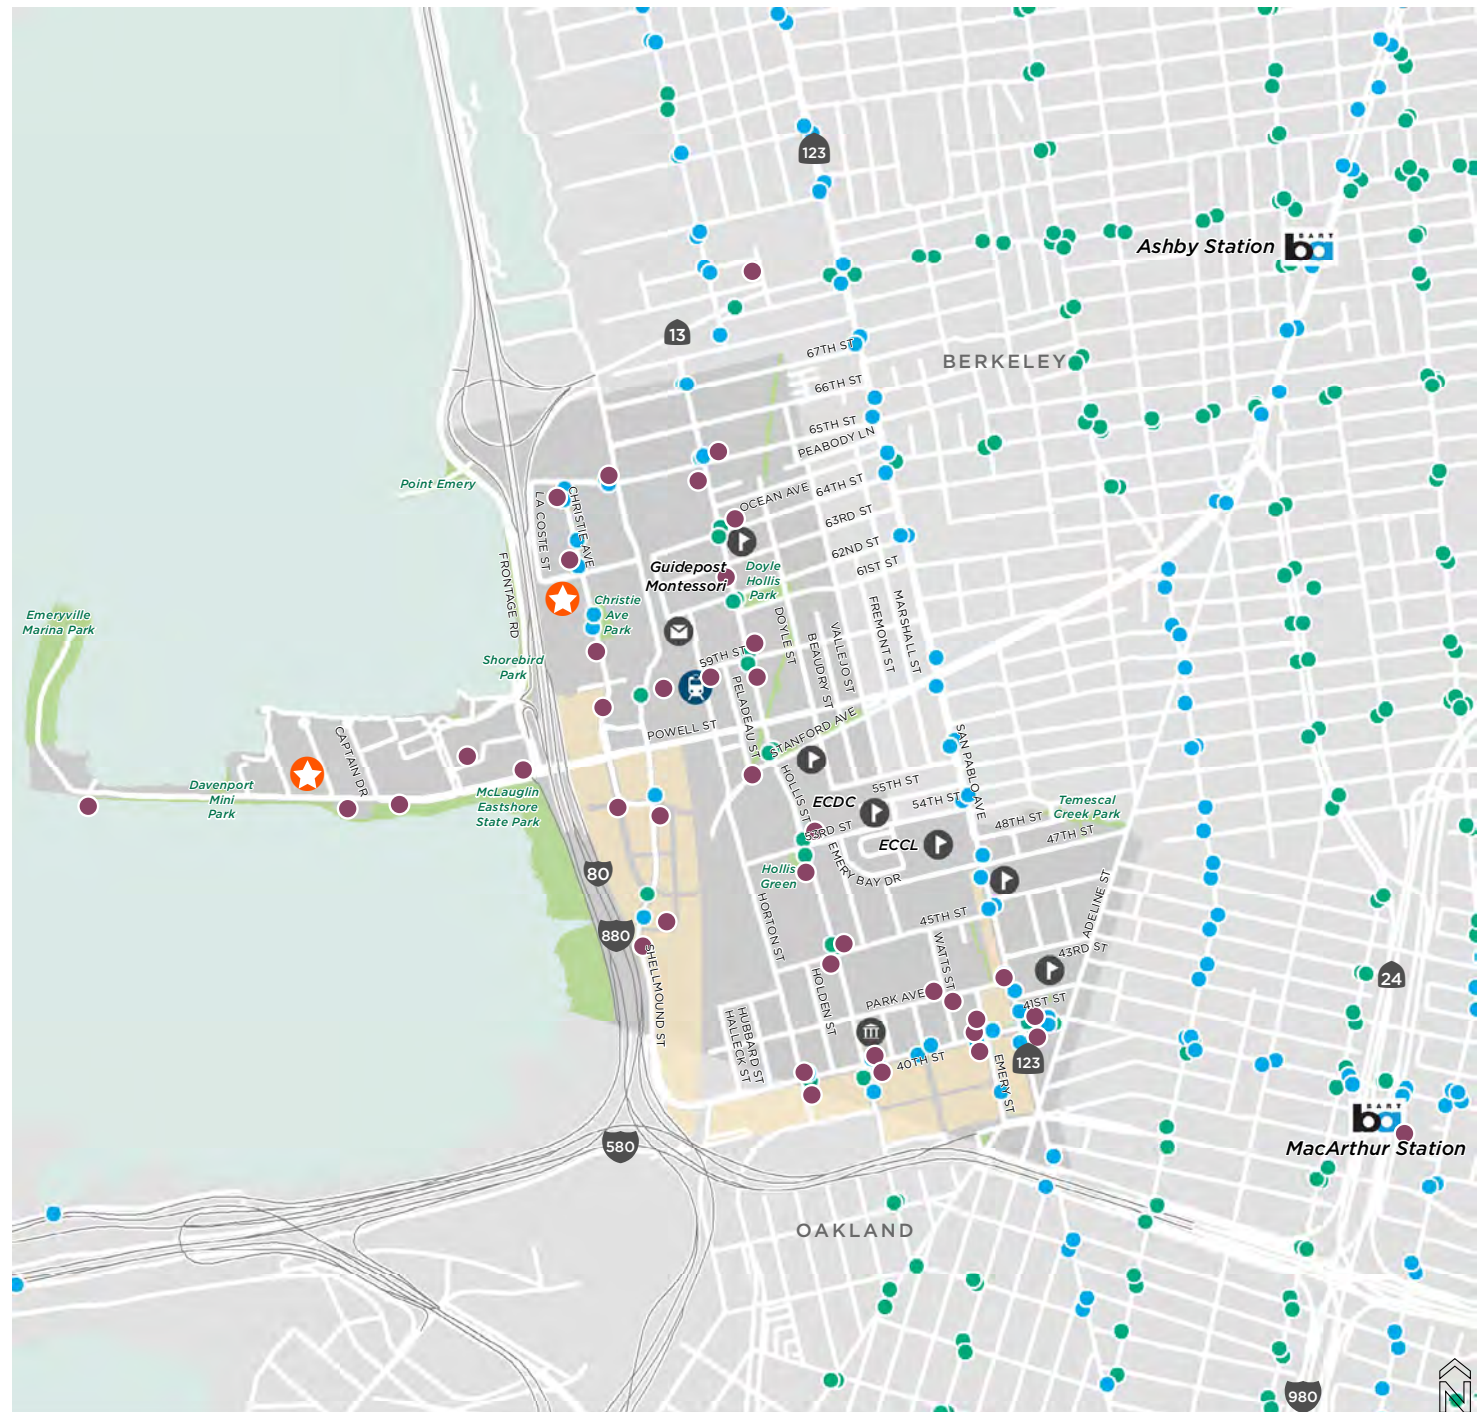 123
BART
ba
Ashby Station
13
67TH ST
BERKELEY
66TH ST
65TH ST
PEABODY LN
Point Emery
64TH ST
OCEAN AVE
LA COSTE ST
CHRISTIE AVE
63RD ST
62ND ST
61ST ST
FRONTAGE RD
Guidepost
Montessori
Doyle
Hollis
Park
Emeryville
Marina Park
Christie
Ave
Park
DOYLE ST
BEAUDRY ST
VALLEJO ST
FREMONT ST
MARSHALL ST
59TH ST
Shorebird
Park
PELADEAU ST
POWELL ST
STANFORD AVE
CAPTAIN DR
SAN PABLO AVE
HOLLIS ST
Davenport
Mini
Park
McLaughlin
Eastshore
State Park
55TH ST
54TH ST
ECDC
Temescal
Creek Park
48TH ST
47TH ST
53RD ST
ECCL
EMERY BAY DR
80
Hollis
Green
ADELINE ST
45TH ST
HORTON ST
880
WATTS ST
43RD ST
SHELLMOUND ST
HOLDEN ST
24
PARK AVE
41ST ST
HUBBARD ST
HALLECK ST
40TH ST
123
EMERY ST
BART
ba
580
MacArthur Station
OAKLAND
980
N